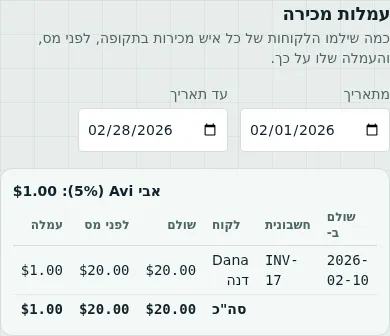 עמלות מכירה
כמה שילמו הלקוחות של כל איש מכירות בתקופה, לפני מס,
והעמלה שלו על כך.
מתאריך
עד תאריך
02/01/2026
02/28/2026
אבי Avi (5%): $1.00
שולם ב-
חשבונית
לקוח
שולם
לפני מס
עמלה
2026-02-10
INV-17
Dana דנה
$20.00
$20.00
$1.00
סה"כ
$20.00
$20.00
$1.00